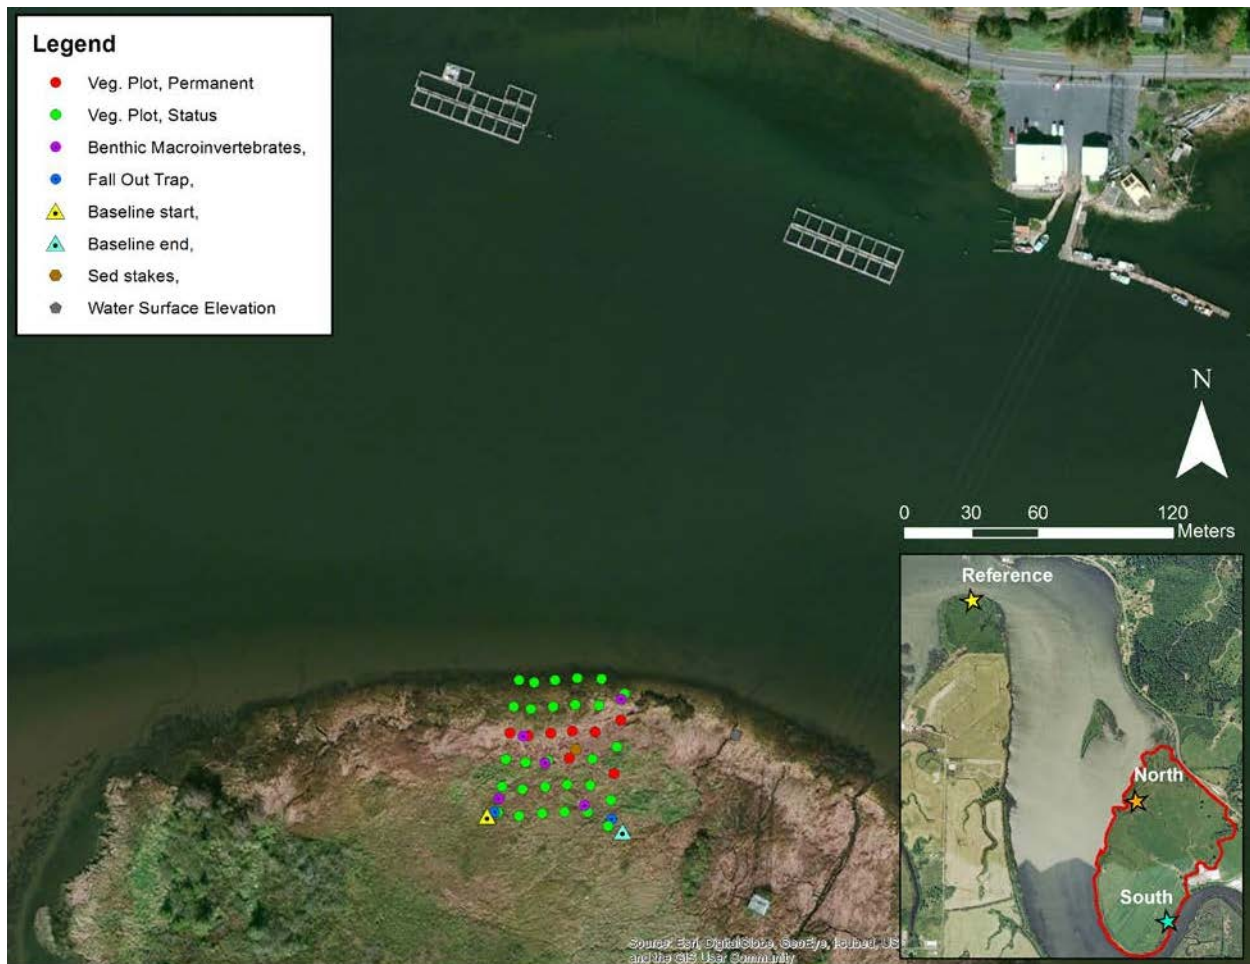 Legend
Veg. Plot, Permanent
Veg. Plot, Status
Benthic Macroinvertebrates,
Fall Out Trap,
Baseline start,
Baseline end,
Sed stakes,
Water Surface Elevation
N
0 30 60 120
Meters
Reference
North
South
Source: Esri, DigitalGlobe, GeoEye, i-cubed, US
and the GIS User Community